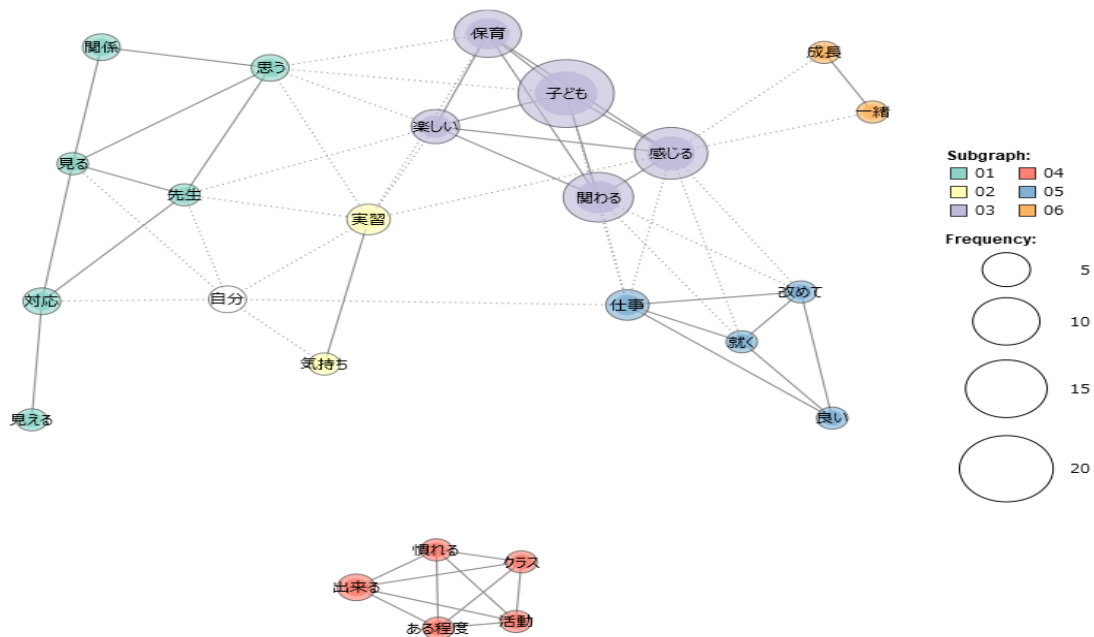 保育
関係
成長
思う
子ども
一緒
楽しい
感じる
見る
先生
関わる
実習
対応
自分
仕事
改めて
就く
気持ち
見える
良い
慣れる
クラス
出来る
活動
ある程度
Subgraph:
01 04
02 05
03 06
Frequency:
5
10
15
20